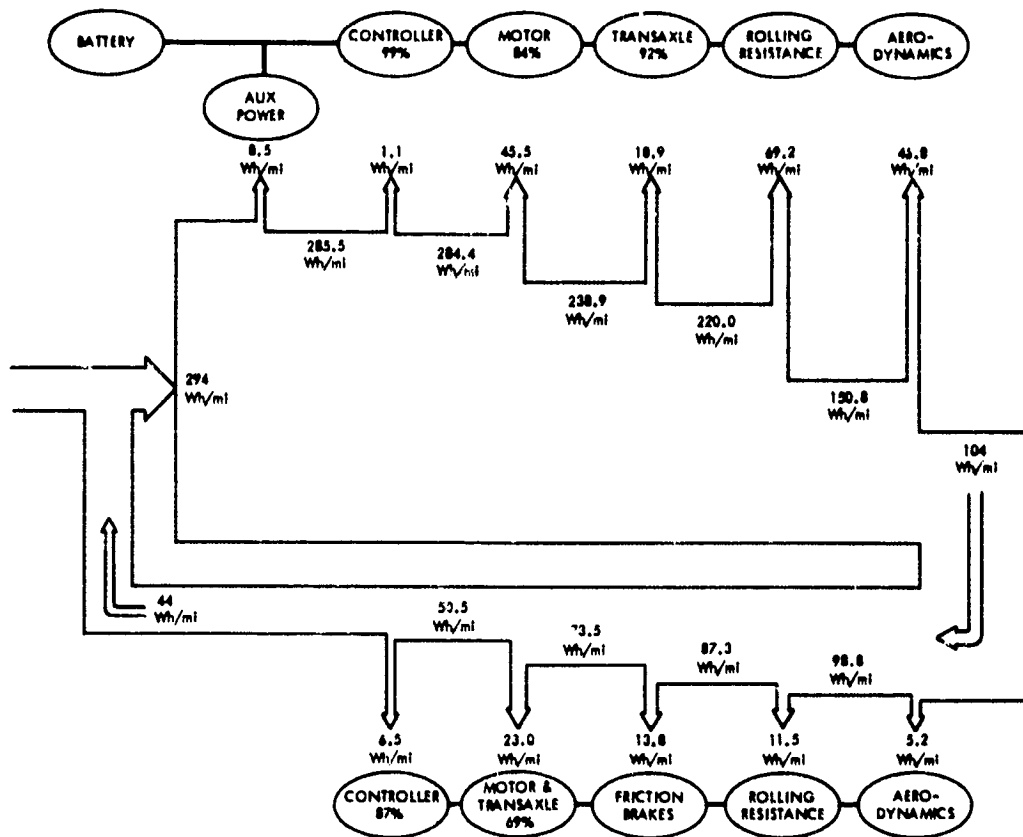 BATTERY
CONTROLLER
99%
MOTOR
84%
TRANSAXLE
92%
ROLLING
RESISTANCE
AERO-
DYNAMICS
AUX
POWER
8.5
Wh/mi
1.1
Wh/mi
45.5
Wh/mi
18.9
Wh/mi
69.2
Wh/mi
46.8
Wh/mi
285.5
Wh/mi
284.4
Wh/mi
238.9
Wh/mi
220.0
Wh/mi
150.8
Wh/mi
294
Wh/mi
104
Wh/mi
44
Wh/mi
50.5
Wh/mi
Wh/mi
87.3
Wh/mi
98.8
Wh/mi
6.5
Wh/mi
23.0
Wh/mi
13.8
Wh/mi
11.5
Wh/mi
5.2
Wh/mi
CONTROLLER
87%
MOTOR &
TRANSAXLE
69%
FRICTION
BRAKES
ROLLING
RESISTANCE
AERO-
DYNAMICS